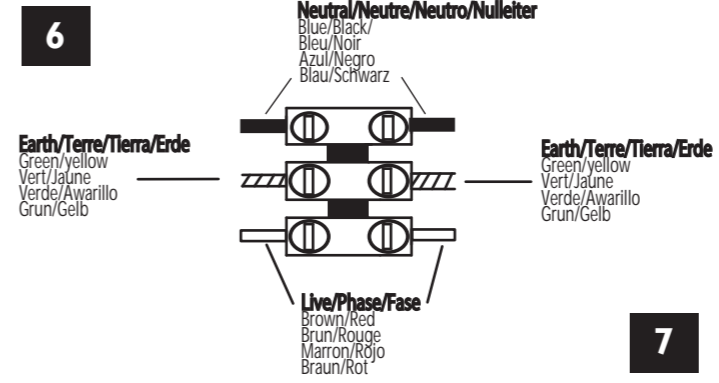 6
Neutral/Neutre/Neutro/Nulleiter
Blue/Black/
Bleu/Noir
Azul/Negro
Blau/Schwarz
Earth/Terre/Tierra/Erde
Green/yellow
Vert/Jaune
Verde/Awarillo
Grun/Gelb
Earth/Terre/Tierra/Erde
Green/yellow
Vert/Jaune
Verde/Awarillo
Grun/Gelb
Live/Phase/Fase
Brown/Red
Brun/Rouge
Marron/Rojo
Braun/Rot
7